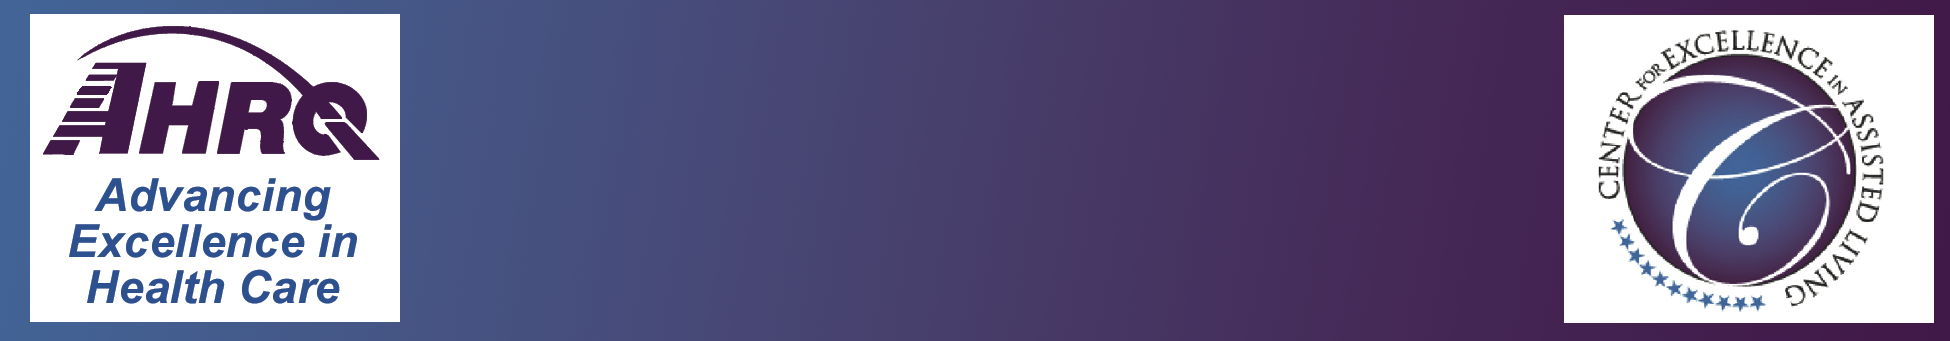 AHRQ
Advancing
Excellence in
Health Care
CENTER FOR EXCELLENCE IN ASSISTED LIVING